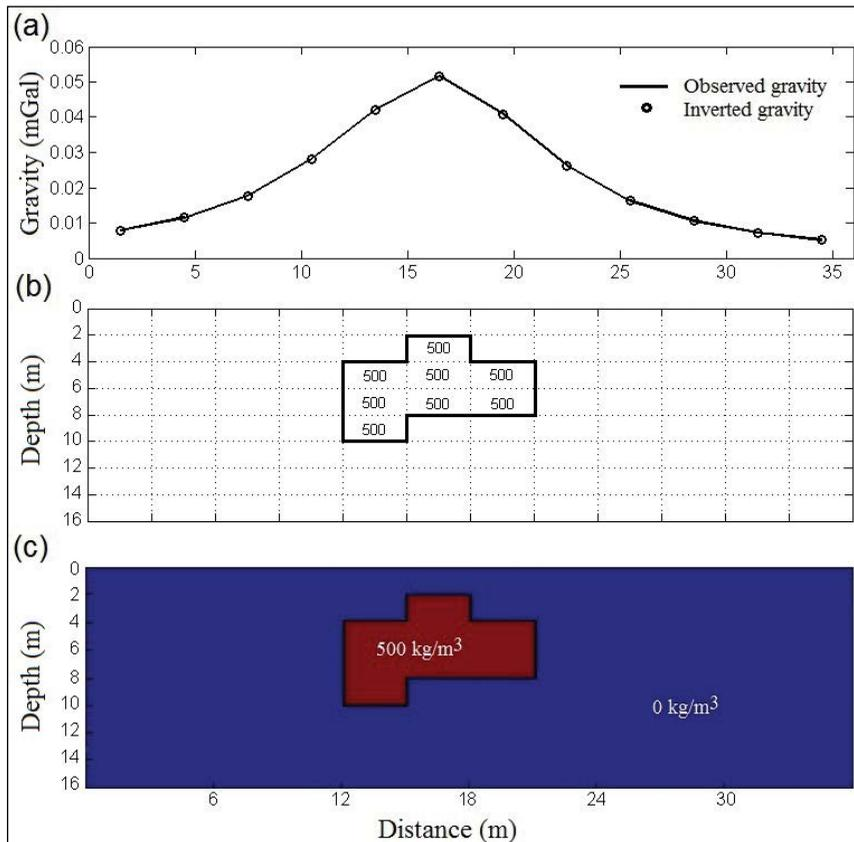 (a)
Gravity (mGal)
0.06
0.05
0.04
0.03
0.02
0.01
0
Observed gravity
Inverted gravity
0 5 10 15 20 25 30 35
(b)
Depth (m)
0
2
4
6
8
10
12
14
16
500
500 500 500
500 500 500
500
(c)
Depth (m)
0
2
4
6
8
10
12
14
16
500 kg/m³
0 kg/m³
6 12 18 24 30
Distance (m)